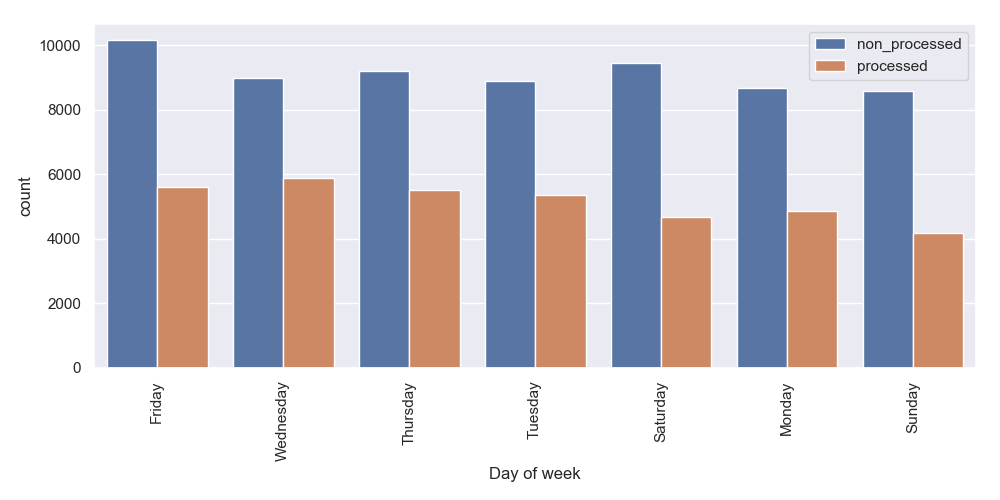 10000
8000
6000
4000
2000
0
count
non_processed
processed
Friday
Wednesday
Thursday
Tuesday
Saturday
Monday
Sunday
Day of week